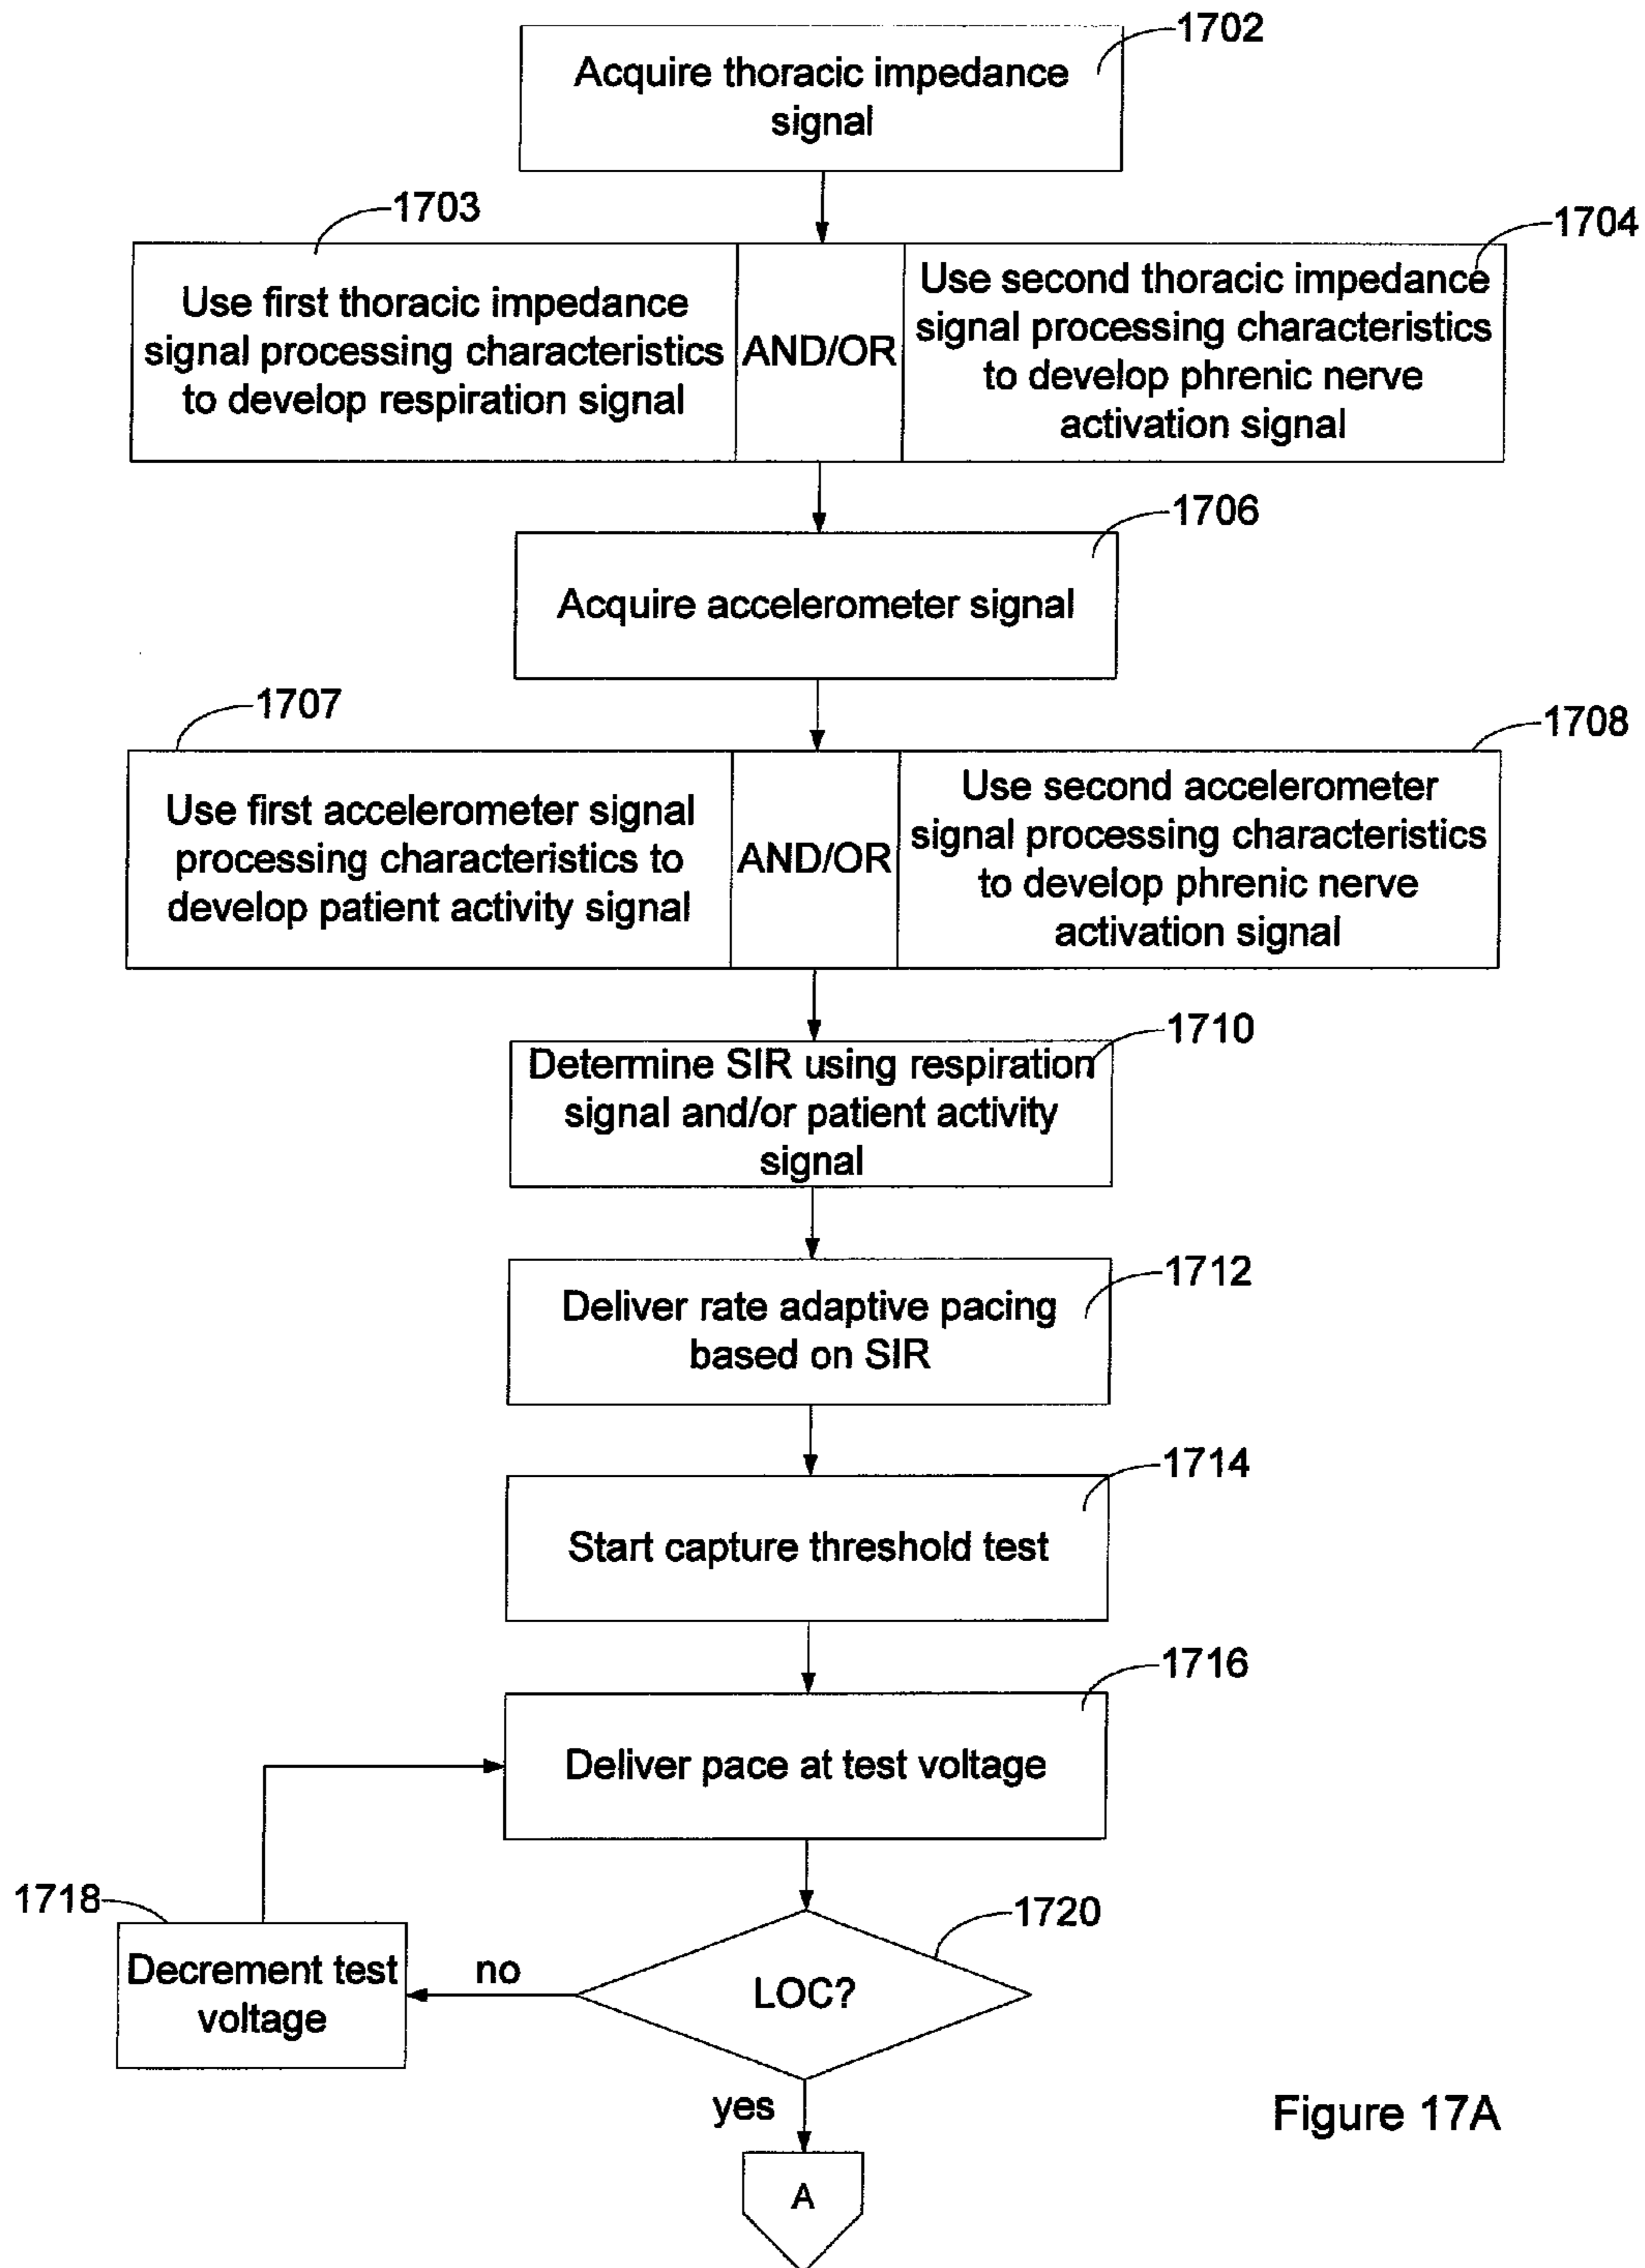 1702
Acquire thoracic impedance
signal
1703
1704
Use first thoracic impedance
signal processing characteristics
to develop respiration signal
AND/OR
Use second thoracic impedance
signal processing characteristics
to develop phrenic nerve
activation signal
1706
Acquire accelerometer signal
1707
1708
Use first accelerometer signal
processing characteristics to
develop patient activity signal
AND/OR
Use second accelerometer
signal processing characteristics
to develop phrenic nerve
activation signal
1710
Determine SIR using respiration
signal and/or patient activity
signal
1712
Deliver rate adaptive pacing
based on SIR
1714
Start capture threshold test
1716
Deliver pace at test voltage
1718
Decrement test
voltage
no
1720
LOC?
yes
A
Figure 17A